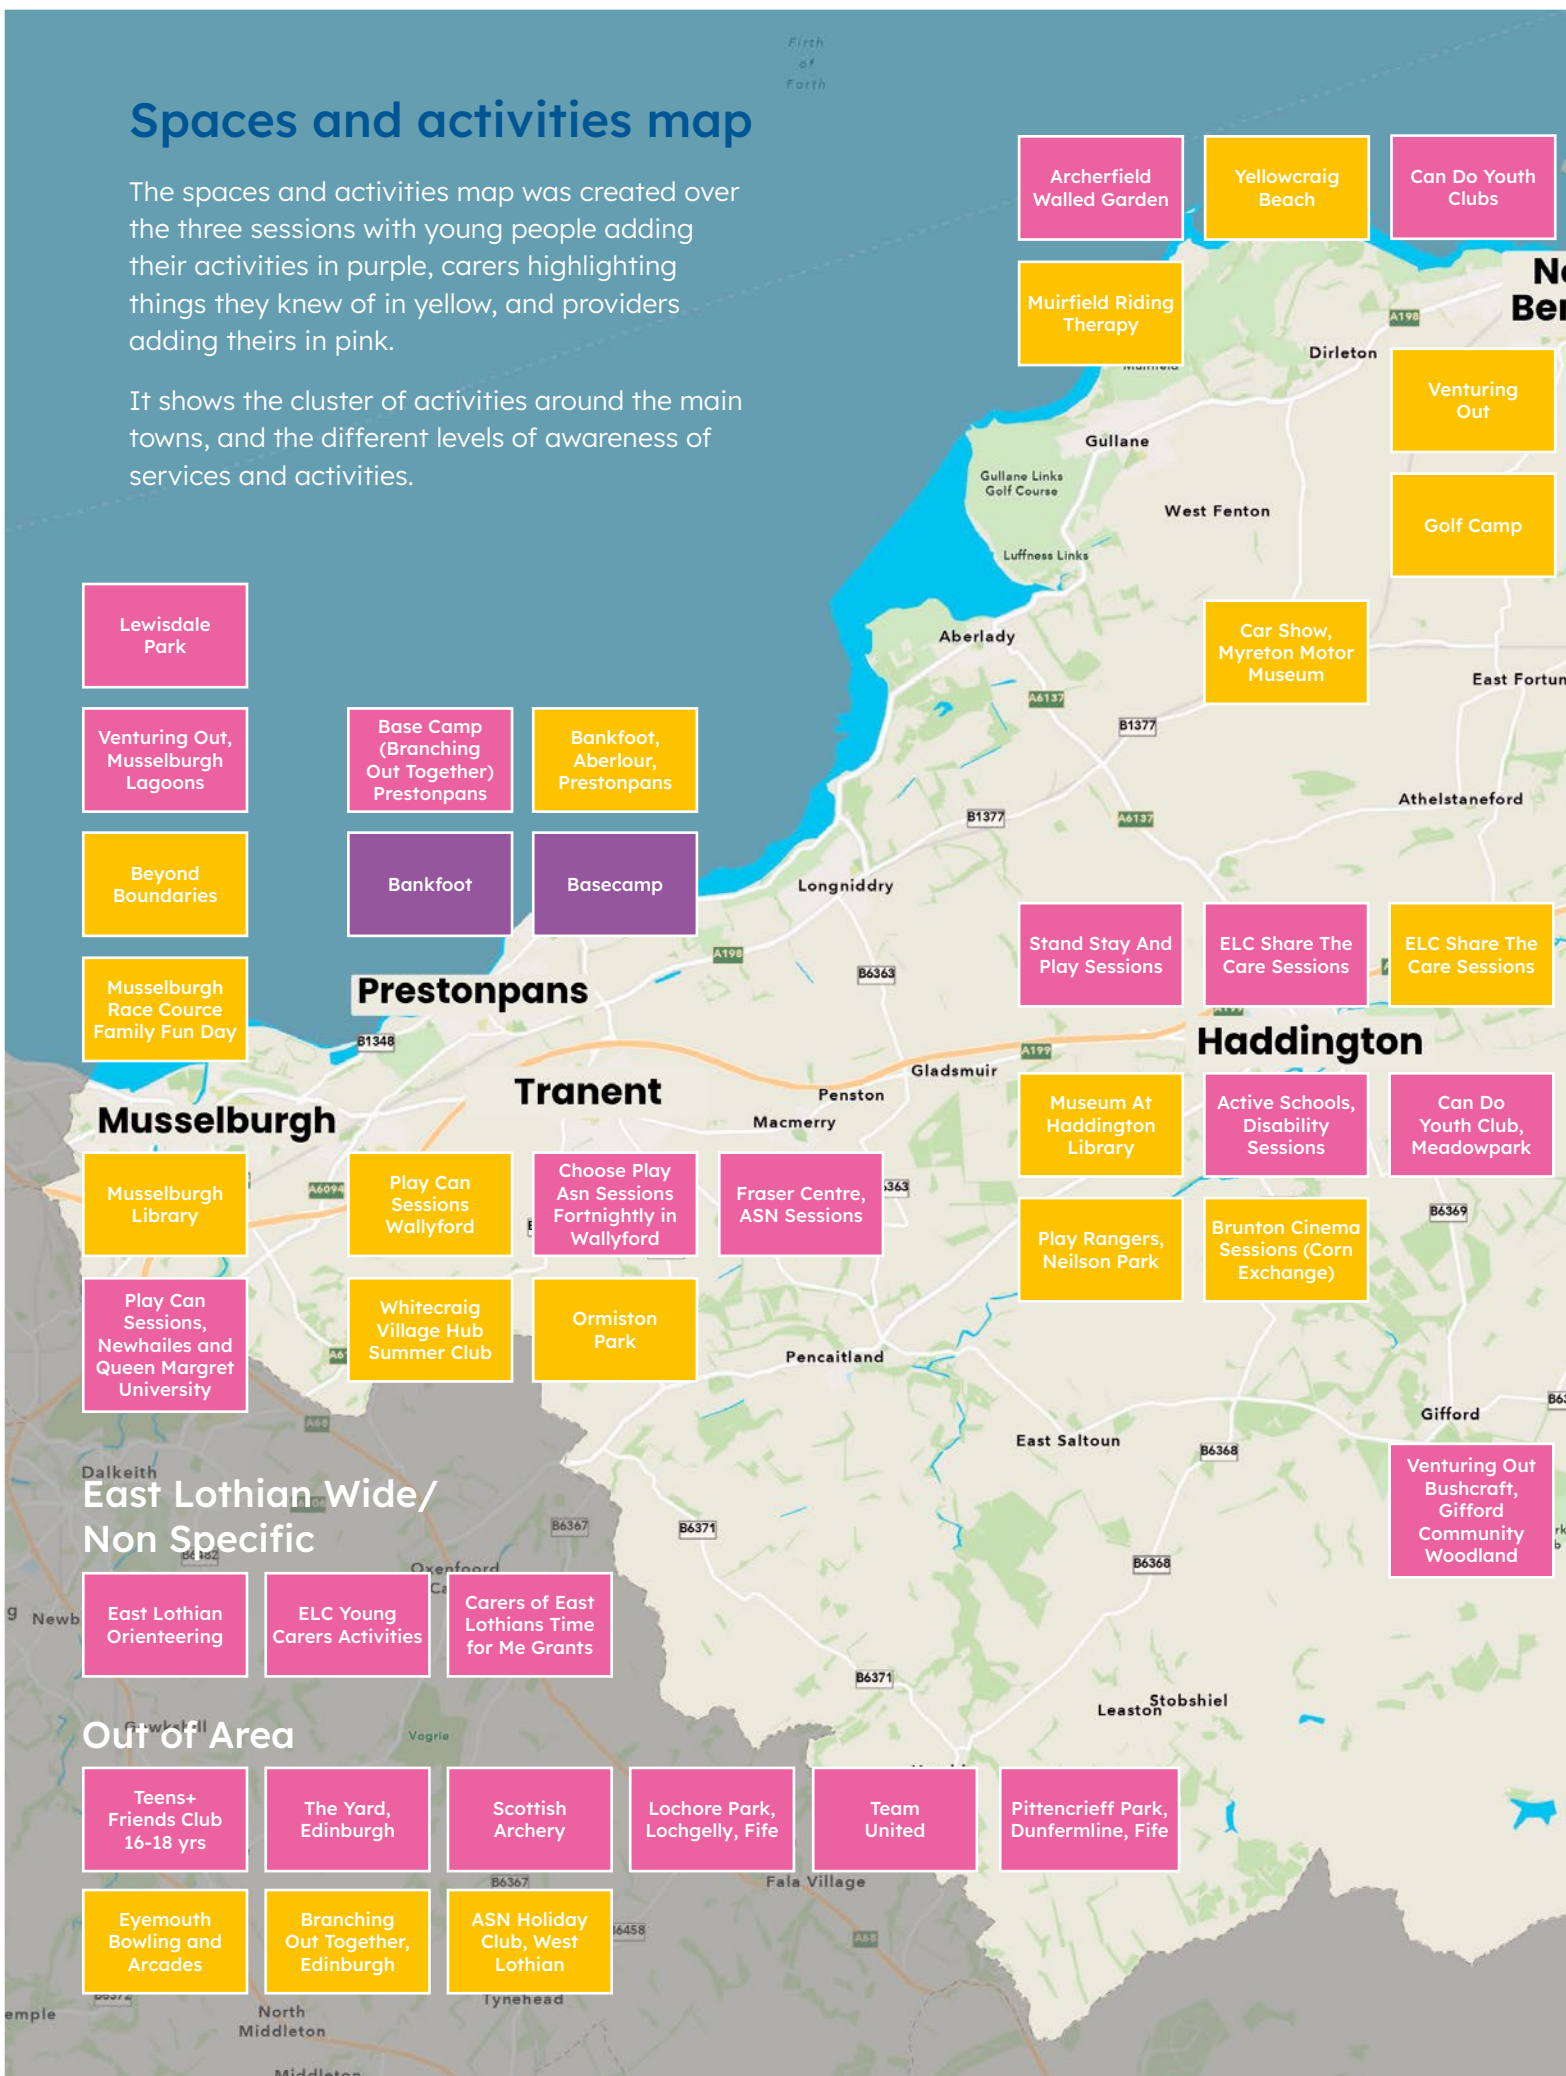 Firth
of
Forth
Spaces and activities map
The spaces and activities map was created over
the three sessions with young people adding
their activities in purple, carers highlighting
things they knew of in yellow, and providers
adding theirs in pink.
It shows the cluster of activities around the main
towns, and the different levels of awareness of
services and activities.
Archerfield
Walled Garden
Yellowcraig
Beach
Can Do Youth
Clubs
Muirfield Riding
Therapy
A198
Dirleton
Venturing
Out
Gullane
Gullane Links
Golf Course
West Fenton
Golf Camp
Luffness Links
Lewisdale
Park
Aberlady
Car Show,
Myreton Motor
Museum
East Fortun
A6137
B1377
Venturing Out,
Musselburgh
Lagoons
Base Camp
(Branching
Out Together)
Prestonpans
Bankfoot,
Aberlour,
Prestonpans
Athelstaneford
B1377
A6137
Beyond
Boundaries
Bankfoot
Basecamp
Longniddry
Stand Stay And
Play Sessions
ELC Share The
Care Sessions
ELC Share The
Care Sessions
A198
B6363
Musselburgh
Race Cource
Family Fun Day
Prestonpans
B1348
Haddington
A199
Gladsmuir
Tranent
Penston
Macmerry
Musselburgh
Museum At
Haddington
Library
Active Schools,
Disability
Sessions
Can Do
Youth Club,
Meadowpark
Musselburgh
Library
A6094
Play Can
Sessions
Wallyford
Choose Play
Asn Sessions
Fortnightly in
Wallyford
Fraser Centre,
ASN Sessions
B6369
Play Rangers,
Neilson Park
Brunton Cinema
Sessions (Corn
Exchange)
Play Can
Sessions,
Newhailes and
Queen Margret
University
Whitecraig
Village Hub
Summer Club
Ormiston
Park
Pencaitland
Gifford
A68
East Saltoun
B6368
Venturing Out
Bushcraft,
Gifford
Community
Woodland
Dalkeith
East Lothian Wide/
Non Specific
B6367
B6371
B6482
Oxenfoord
B6368
East Lothian
Orienteering
ELC Young
Carers Activities
Carers of East
Lothians Time
for Me Grants
Newb
B6371
Stobshiel
Leaston
Out of Area
Vogrie
Teens+
Friends Club
16-18 yrs
The Yard,
Edinburgh
Scottish
Archery
Lochore Park,
Lochgelly, Fife
Team
United
Pittencrieff Park,
Dunfermline, Fife
B6367
Fala Village
Eyemouth
Bowling and
Arcades
Branching
Out Together,
Edinburgh
ASN Holiday
Club, West
Lothian
6458
A68
B6372
Tynehead
emple
North
Middleton
Middleton